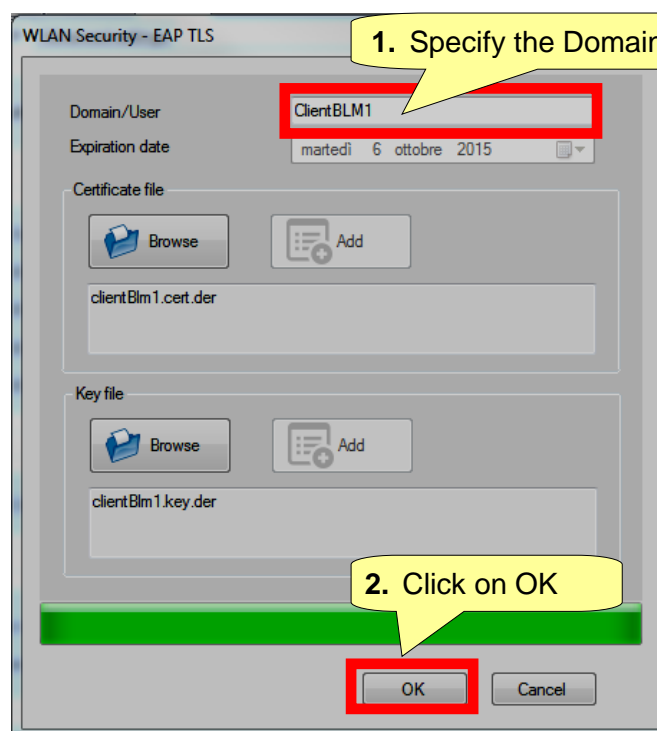 WLAN Security - EAP TLS
1. Specify the Domain
Domain/User
ClientBLM1
Expiration date
martedì 6 ottobre 2015
Certificate file
Browse
Add
clientBlm1.cert.der
Key file
Browse
Add
clientBlm1.key.der
2. Click on OK
OK
Cancel